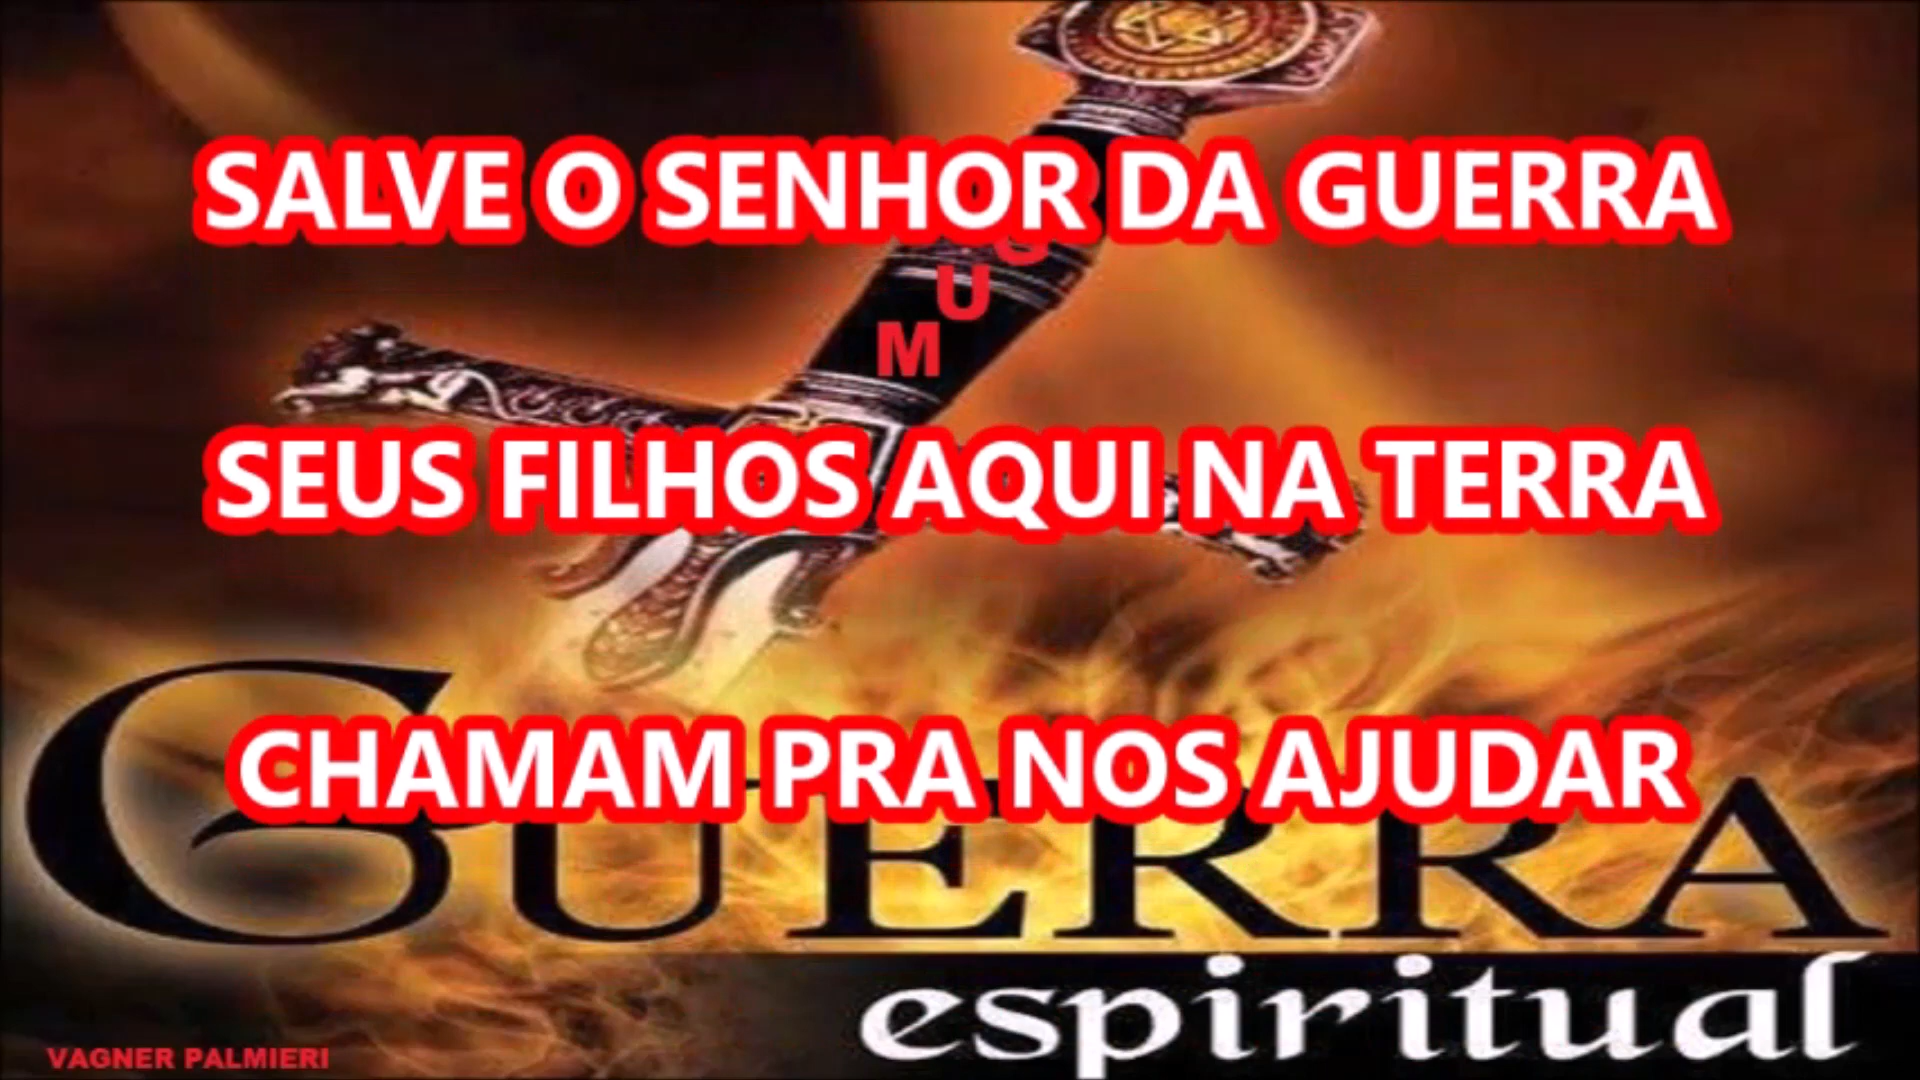 SALVE O SENHOR DA GUERRA
U
M
SEUS FILHOS AQUI NA TERRA
CHAMAM PRA NOS AJUDAR
GUERRA
espiritual
VAGNER PALMIERI